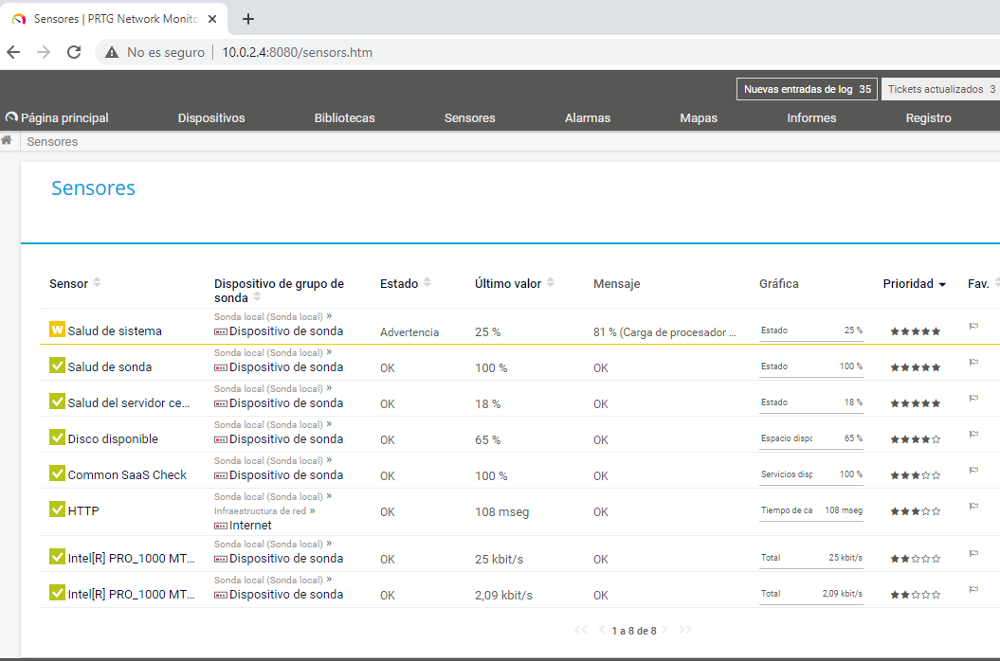 Sensores | PRTG Network Monito
No es seguro 10.0.2.4:8080/sensors.htm
Nuevas entradas de log 35 Tickets actualizados 3
Página principal Dispositivos Bibliotecas Sensores Alarmas Mapas Informes Registro
Sensores
Sensores
Sensor Dispositivo de grupo de sonda Estado Último valor Mensaje Gráfica Prioridad Fav.
Sonda local (Sonda local) »
W Salud de sistema Dispositivo de sonda Advertencia 25 % 81 % (Carga de procesador ... Estado 25 %
Sonda local (Sonda local) »
Salud de sonda Dispositivo de sonda OK 100 % OK Estado 100 %
Sonda local (Sonda local) »
Salud del servidor ce... Dispositivo de sonda OK 18 % OK Estado 18 %
Sonda local (Sonda local) »
Disco disponible Dispositivo de sonda OK 65 % OK Espacio dispc 65 %
Sonda local (Sonda local) »
Common SaaS Check Dispositivo de sonda OK 100 % OK Servicios disp 100 %
Sonda local (Sonda local) »
Infraestructura de red »
HTTP Internet OK 108 mseg OK Tiempo de ca 108 mseg
Sonda local (Sonda local) »
Intel[R] PRO_1000 MT... Dispositivo de sonda OK 25 kbit/s OK Total 25 kbit/s
Sonda local (Sonda local) »
Intel[R] PRO_1000 MT... Dispositivo de sonda OK 2,09 kbit/s OK Total 2,09 kbit/s
1 a 8 de 8